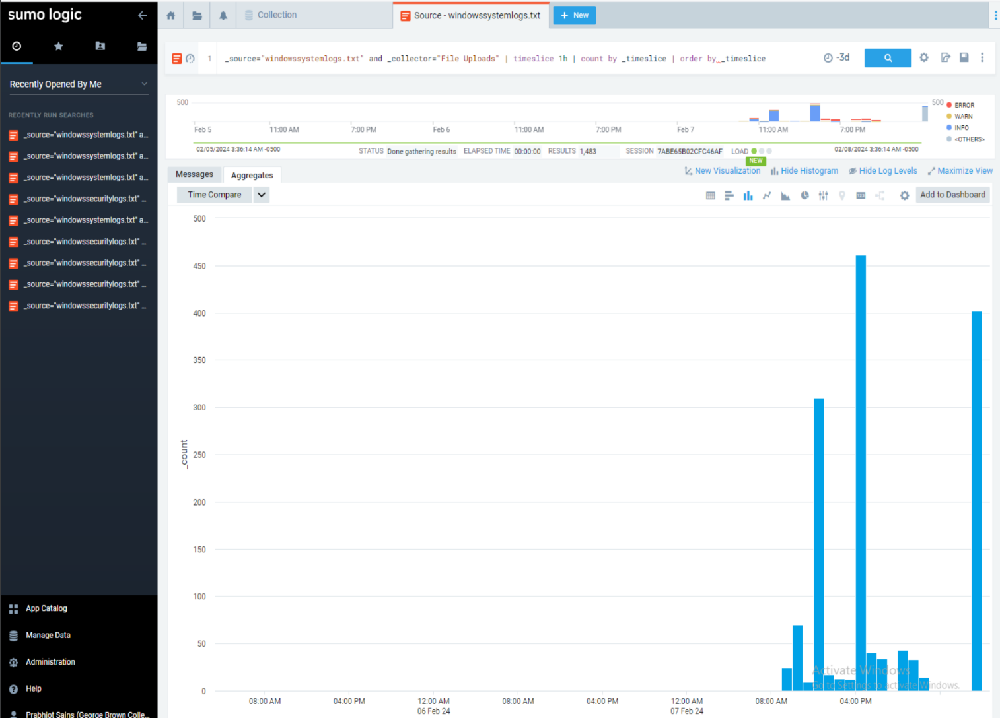 sumo logic
Collection
Source - windowssystemlogs.txt
+ New
1
_source="windowssystemlogs.txt" and _collector="File Uploads" | timeslice 1h | count by _timeslice | order by _timeslice
-3d
Recently Opened By Me
RECENTLY RUN SEARCHES
_source="windowssystemlogs.txt" a...
_source="windowssystemlogs.txt" a...
_source="windowssystemlogs.txt" a...
_source="windowssecuritylogs.txt" ...
_source="windowssystemlogs.txt" a...
_source="windowssecuritylogs.txt" ...
_source="windowssecuritylogs.txt" ...
_source="windowssecuritylogs.txt" ...
_source="windowssecuritylogs.txt" ...
App Catalog
Manage Data
Administration
Help
Prabhjot Sains (George Brown Colle...
500
500
ERROR
WARN
INFO
<OTHERS>
Feb 5 11:00 AM 7:00 PM Feb 6 11:00 AM 7:00 PM Feb 7 11:00 AM 7:00 PM
02/05/2024 3:36:14 AM -0500
STATUS Done gathering results ELAPSED TIME 00:00:00 RESULTS 1,483 SESSION 7ABE65B02CFC46AF LOAD
02/08/2024 3:36:14 AM -0500
NEW
Messages
Aggregates
New Visualization
Hide Histogram
Hide Log Levels
Maximize View
Time Compare
Add to Dashboard
500
450
400
350
300
250
200
150
100
50
0
_count
08:00 AM 04:00 PM 12:00 AM 08:00 AM 04:00 PM 12:00 AM 08:00 AM 04:00 PM
06 Feb 24 07 Feb 24
Activate Windows
Go to Settings to activate Windows.